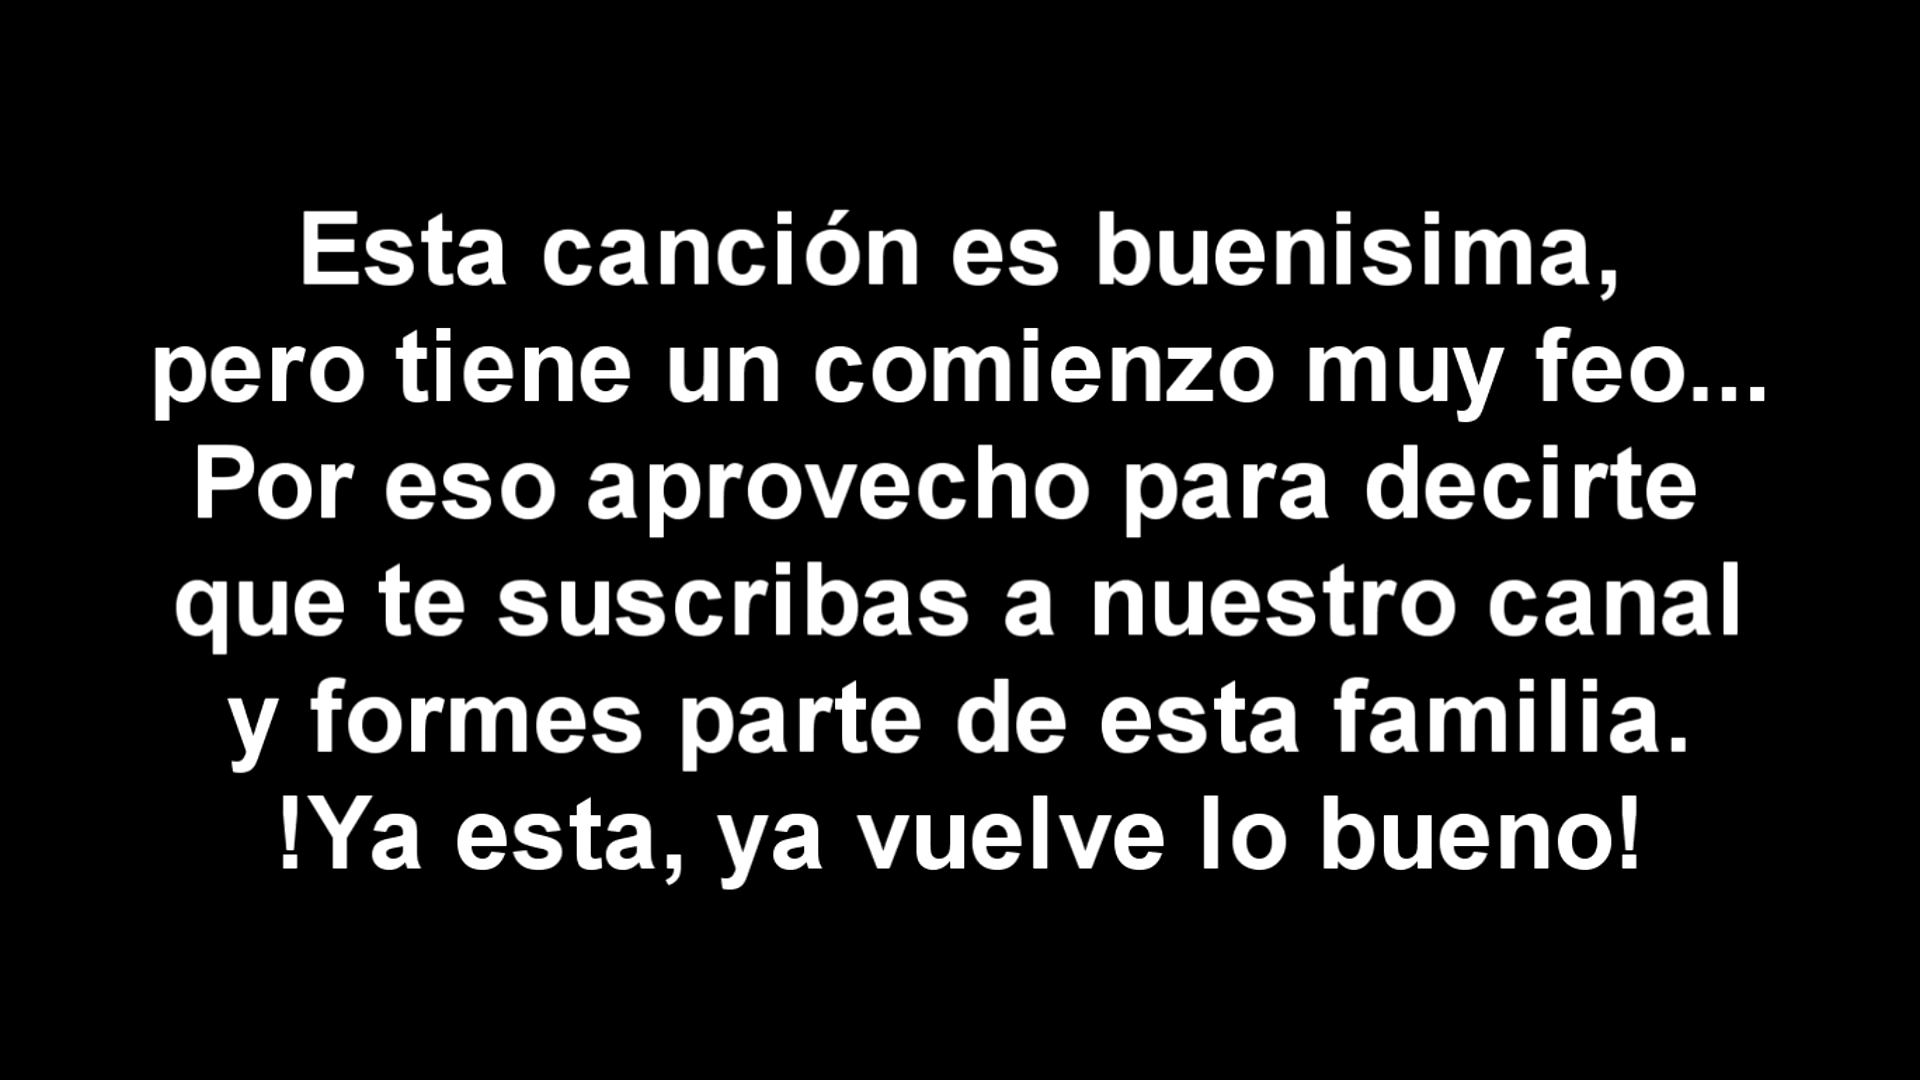 Esta canción es buenisima,
pero tiene un comienzo muy feo...
Por eso aprovecho para decirte
que te suscribas a nuestro canal
y formes parte de esta familia.
!Ya esta, ya vuelve lo bueno!